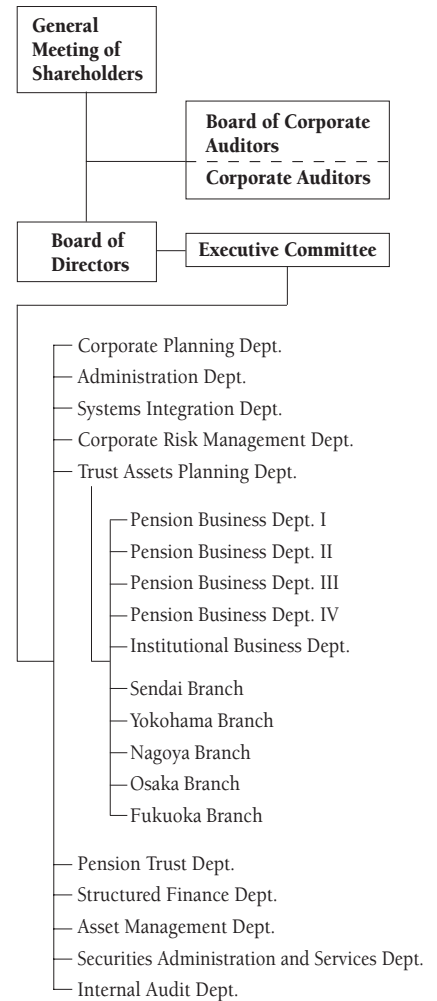 General
Meeting of
Shareholders
Board of Corporate
Auditors
Corporate Auditors
Board of
Directors
Executive Committee
Corporate Planning Dept.
Administration Dept.
Systems Integration Dept.
Corporate Risk Management Dept.
Trust Assets Planning Dept.
Pension Business Dept. I
Pension Business Dept. II
Pension Business Dept. III
Pension Business Dept. IV
Institutional Business Dept.
Sendai Branch
Yokohama Branch
Nagoya Branch
Osaka Branch
Fukuoka Branch
Pension Trust Dept.
Structured Finance Dept.
Asset Management Dept.
Securities Administration and Services Dept.
Internal Audit Dept.